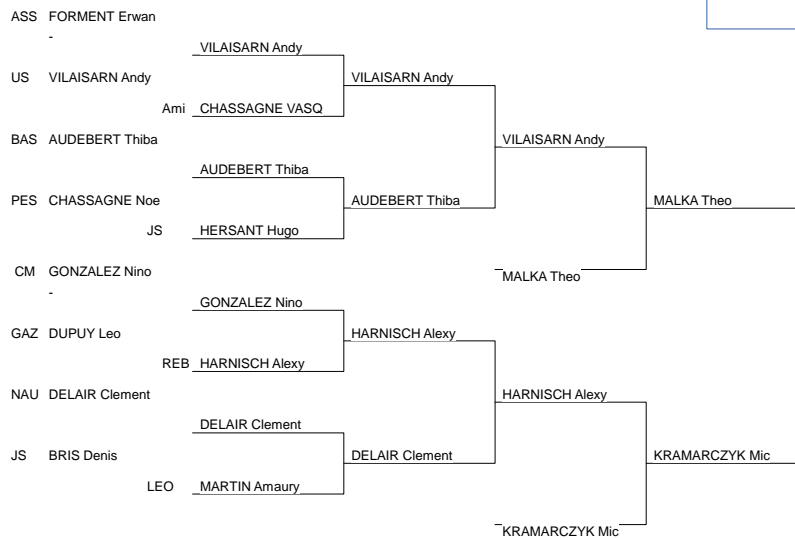 ASS FORMENT Erwan
-
VILAISARN Andy
US VILAISARN Andy VILAISARN Andy
Ami CHASSAGNE VASQ
BAS AUDEBERT Thiba VILAISARN Andy
AUDEBERT Thiba
PES CHASSAGNE Noe AUDEBERT Thiba MALKA Theo
JS HERSANT Hugo
CM GONZALEZ Nino MALKA Theo
-
GONZALEZ Nino
GAZ DUPUY Leo HARNISCH Alexy
REB HARNISCH Alexy
NAU DELAIR Clement HARNISCH Alexy
DELAIR Clement
JS BRIS Denis DELAIR Clement KRAMARCZYK Mic
LEO MARTIN Amaury
KRAMARCZYK Mic